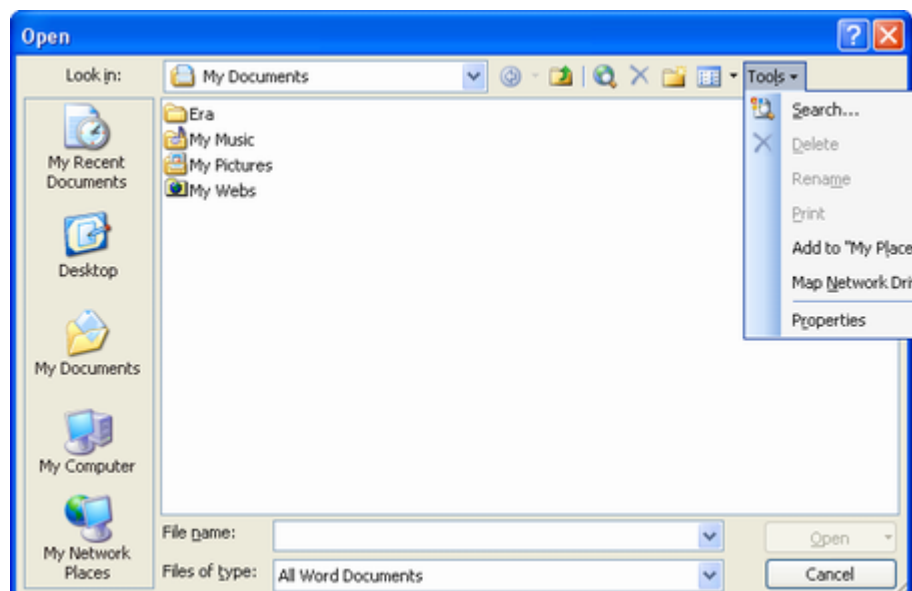 Open
Look in:
My Documents
Tools
Search...
Delete
Rename
Print
Add to "My Place
Map Network Dri
Properties
Era
My Music
My Pictures
My Webs
My Recent
Documents
Desktop
My Documents
My Computer
My Network
Places
File name:
Open
Files of type:
All Word Documents
Cancel